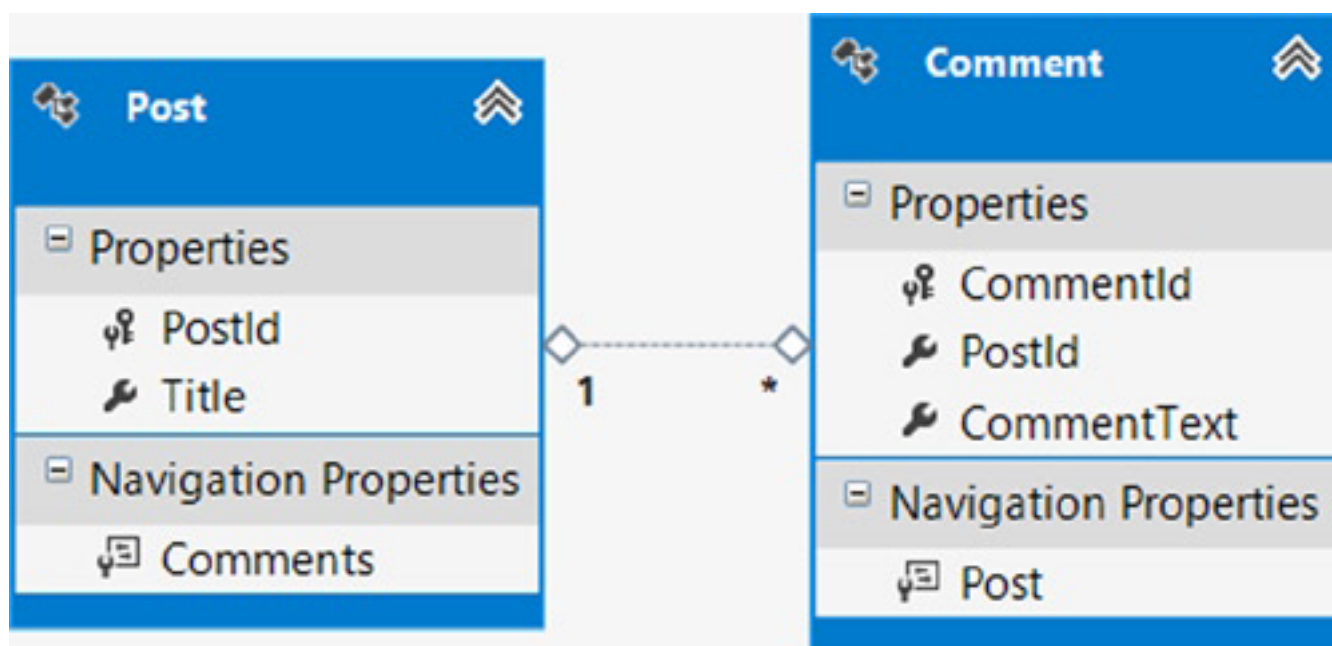 Post
Properties
PostId
Title
Navigation Properties
Comments
1
*
Comment
Properties
CommentId
PostId
CommentText
Navigation Properties
Post